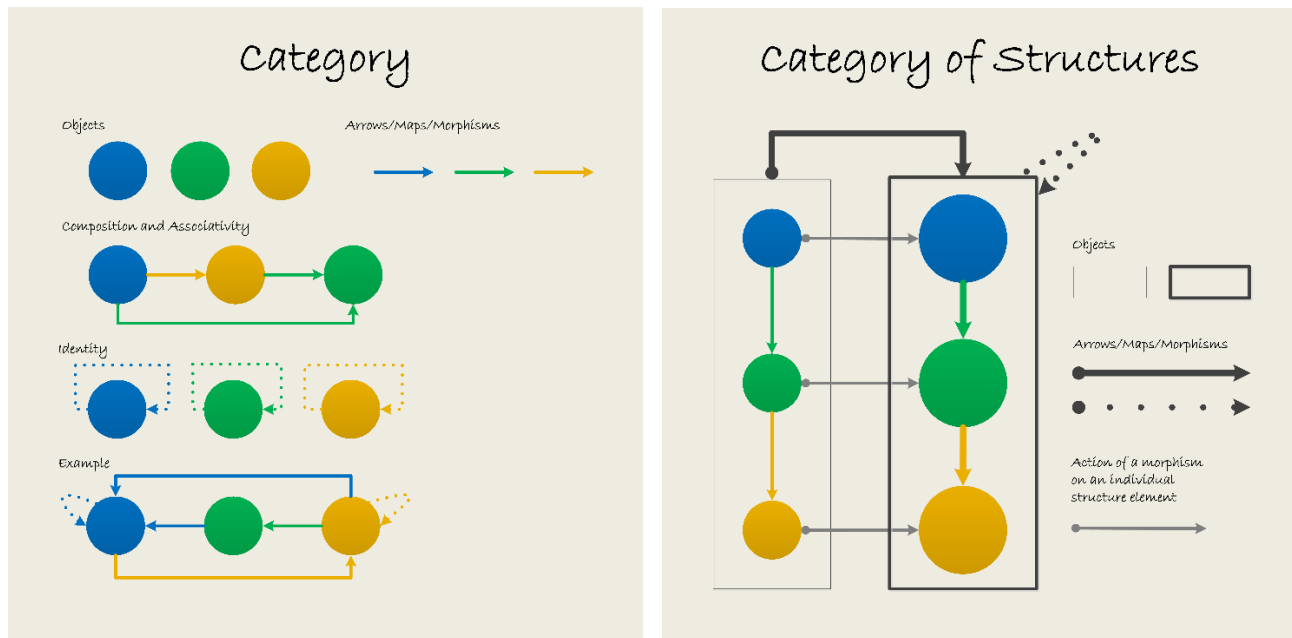 Category
Objects
Arrows/Maps/Morphisms
Composition and Associativity
Identity
Example
Category of Structures
Objects
Arrows/Maps/Morphisms
Action of a morphism
on an individual
structure element